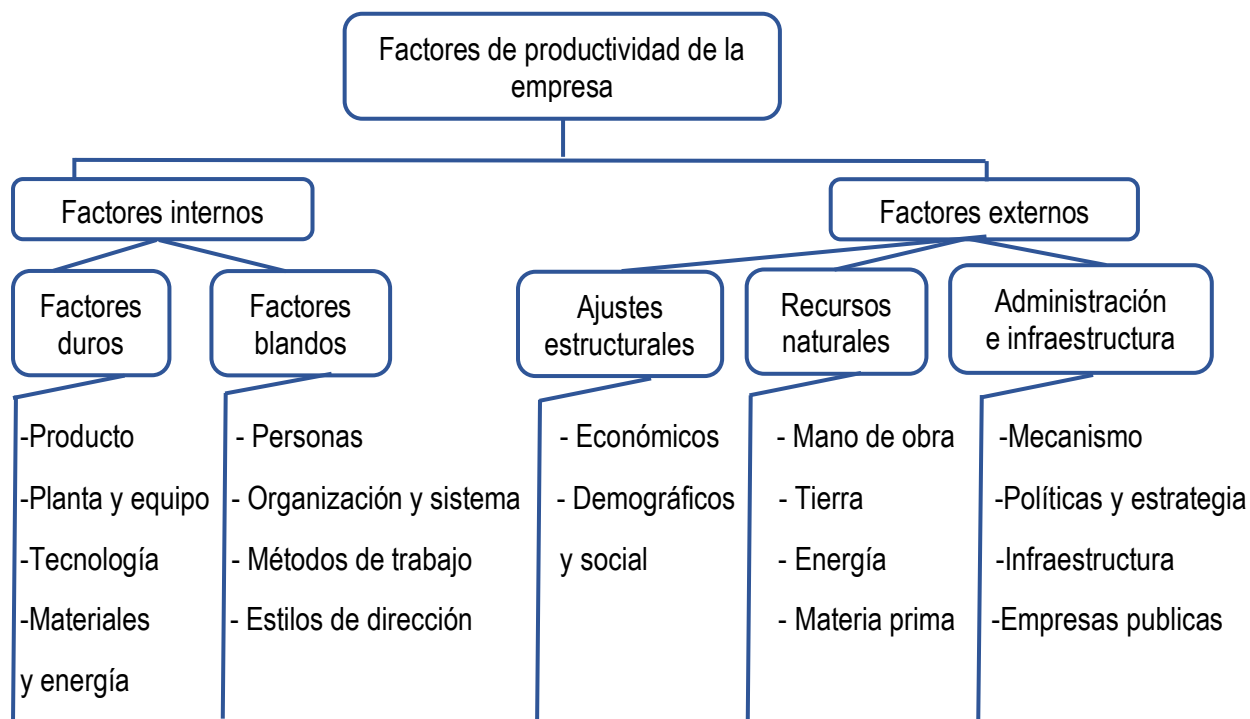 Factores de productividad de la
empresa
Factores internos
Factores externos
Factores
duros
Factores
blandos
Ajustes
estructurales
Recursos
naturales
Administración
e infraestructura
-Producto
-Planta y equipo
-Tecnología
-Materiales
y energía
- Personas
- Organización y sistema
- Métodos de trabajo
- Estilos de dirección
- Económicos
- Demográficos
y social
- Mano de obra
- Tierra
- Energía
- Materia prima
-Mecanismo
-Políticas y estrategia
-Infraestructura
-Empresas publicas